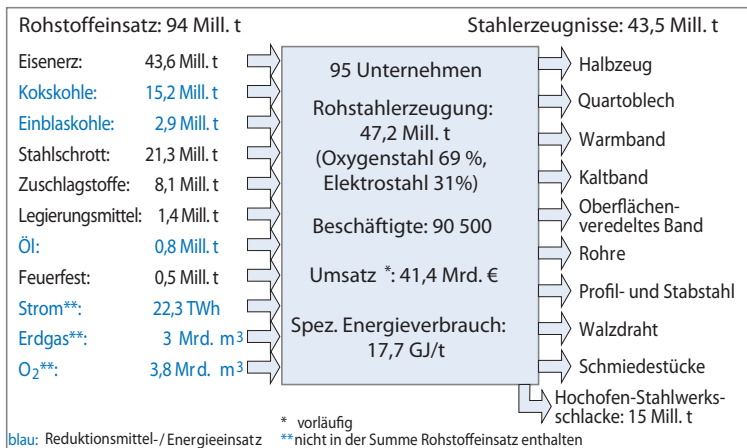 Rohstoffeinsatz: 94 Mill. t
Stahlerzeugnisse: 43,5 Mill. t
Eisenerz: 43,6 Mill. t
Kokskohle: 15,2 Mill. t
Einblaskohle: 2,9 Mill. t
Stahlschrott: 21,3 Mill. t
Zuschlagstoffe: 8,1 Mill. t
Legierungsmittel: 1,4 Mill. t
Öl: 0,8 Mill. t
Feuerfest: 0,5 Mill. t
Strom**: 22,3 TWh
Erdgas**: 3 Mrd. m³
O₂**: 3,8 Mrd. m³
95 Unternehmen
Rohstahlerzeugung:
47,2 Mill. t
(Oxygenstahl 69 %,
Elektrostahl 31%)
Beschäftigte: 90 500
Umsatz *: 41,4 Mrd. €
Spez. Energieverbrauch:
17,7 GJ/t
Halbzeug
Quartoblech
Warmband
Kaltband
Oberflächen-
veredeltes Band
Rohre
Profil- und Stabstahl
Walzdraht
Schmiedestücke
Hochofen-Stahlwerks-
schlacke: 15 Mill. t
* vorläufig
blau: Reduktionsmittel-/ Energieeinsatz **nicht in der Summe Rohstoffeinsatz enthalten